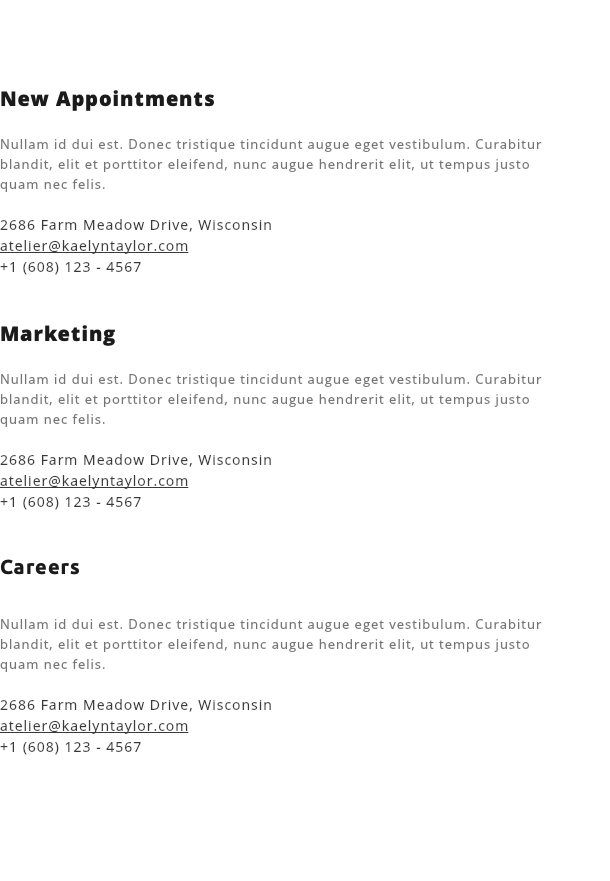 New Appointments
Nullam id dui est. Donec tristique tincidunt augue eget vestibulum. Curabitur
blandit, elit et porttitor eleifend, nunc augue hendrerit elit, ut tempus justo
quam nec felis.
2686 Farm Meadow Drive, Wisconsin
atelier@kaelyntaylor.com
+1 (608) 123 - 4567
Marketing
Nullam id dui est. Donec tristique tincidunt augue eget vestibulum. Curabitur
blandit, elit et porttitor eleifend, nunc augue hendrerit elit, ut tempus justo
quam nec felis.
2686 Farm Meadow Drive, Wisconsin
atelier@kaelyntaylor.com
+1 (608) 123 - 4567
Careers
Nullam id dui est. Donec tristique tincidunt augue eget vestibulum. Curabitur
blandit, elit et porttitor eleifend, nunc augue hendrerit elit, ut tempus justo
quam nec felis.
2686 Farm Meadow Drive, Wisconsin
atelier@kaelyntaylor.com
+1 (608) 123 - 4567